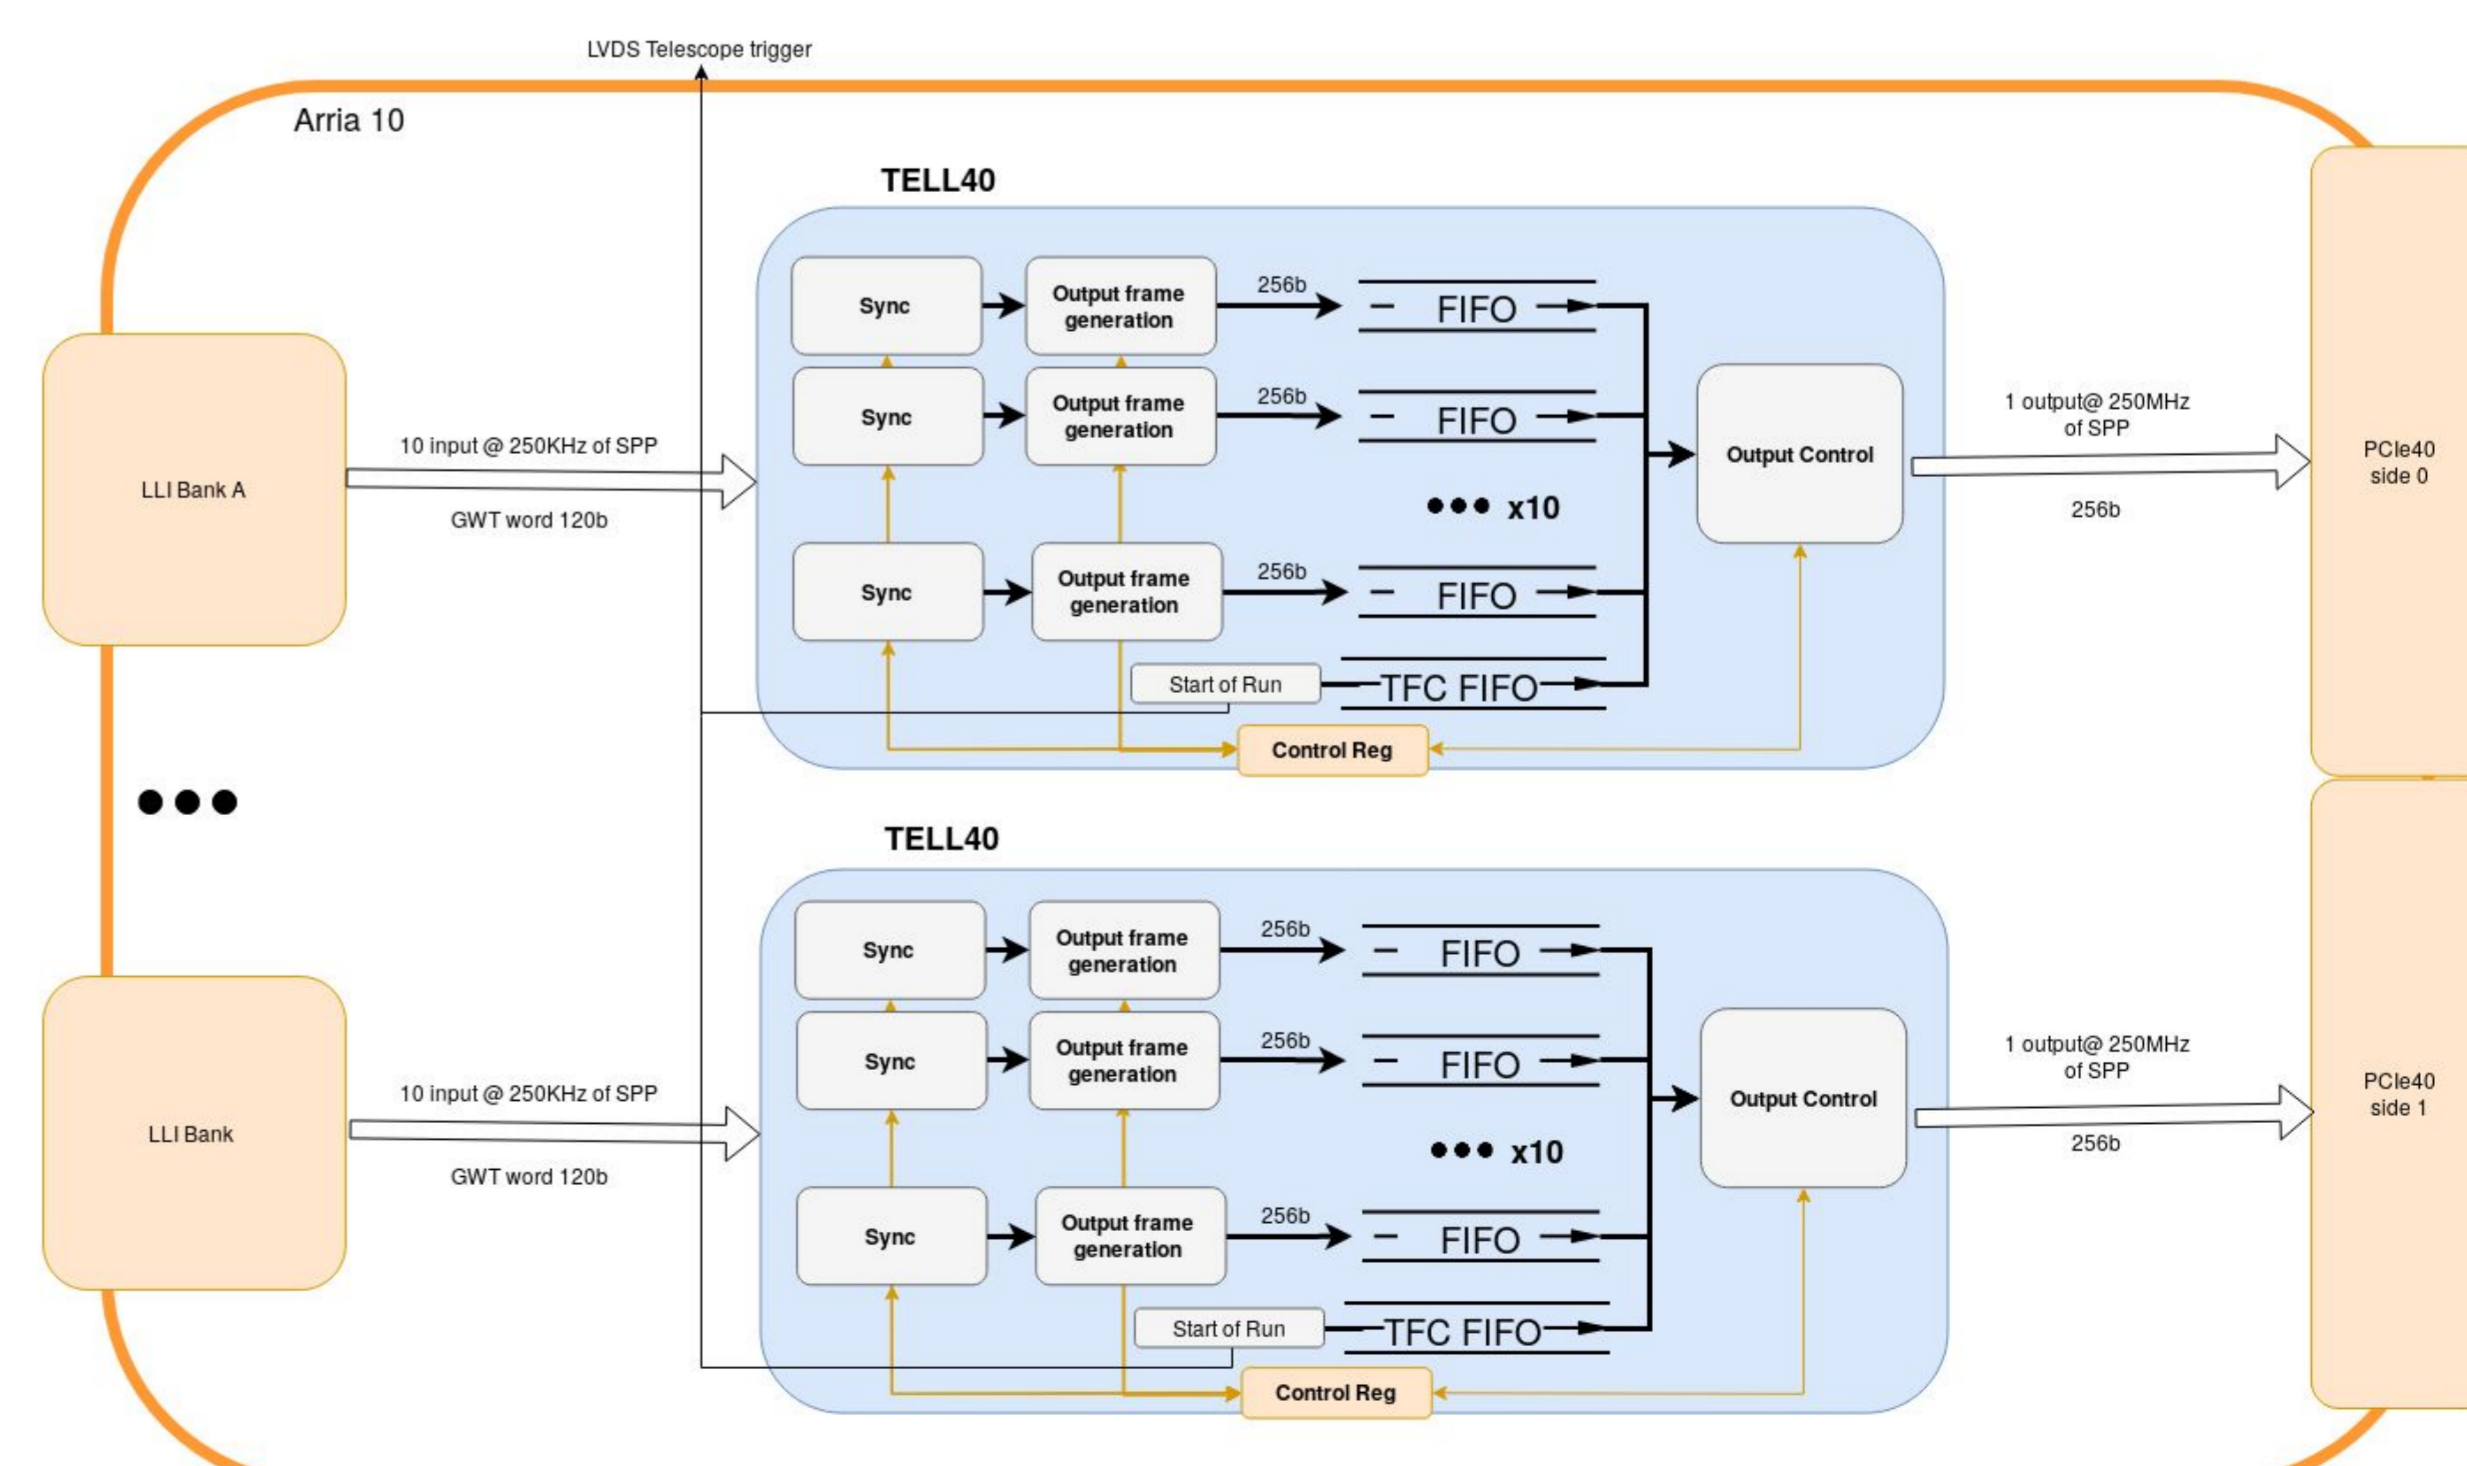 LVDS Telescope trigger
Arria 10
TELL40
Sync
Output frame
generation
256b
FIFO
Sync
Output frame
generation
256b
FIFO
10 input @ 250KHz of SPP
LLI Bank A
GWT word 120b
Output Control
1 output@ 250MHz
of SPP
256b
PCIe40
side 0
x10
Sync
Output frame
generation
256b
FIFO
Start of Run
TFC FIFO
Control Reg
TELL40
Sync
Output frame
generation
256b
FIFO
Sync
Output frame
generation
256b
FIFO
10 input @ 250KHz of SPP
LLI Bank
GWT word 120b
Output Control
1 output@ 250MHz
of SPP
256b
PCIe40
side 1
x10
Sync
Output frame
generation
256b
FIFO
Start of Run
TFC FIFO
Control Reg